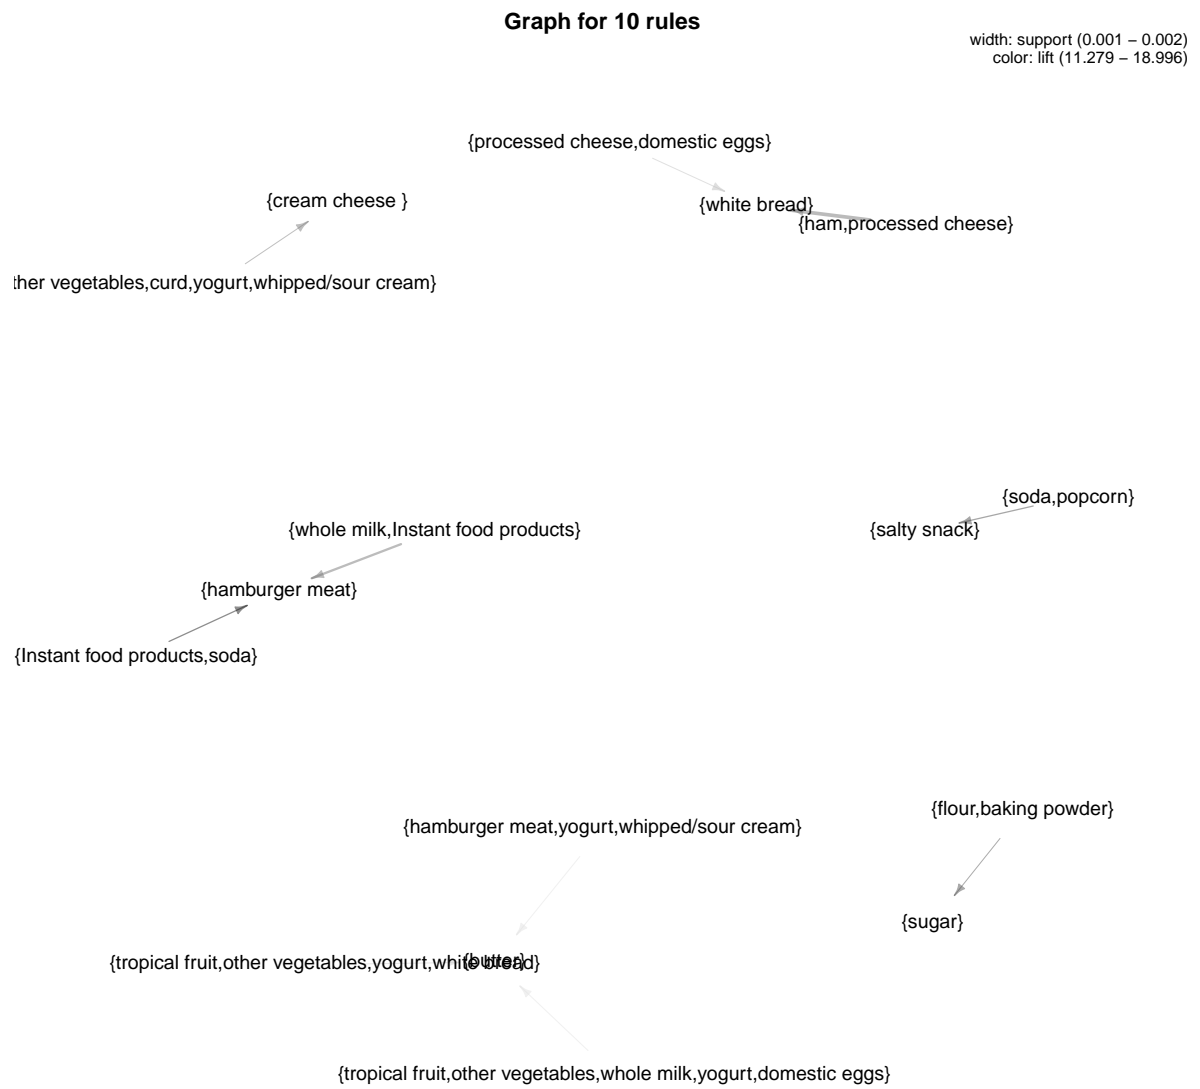 Graph for 10 rules
width: support (0.001 – 0.002)
color: lift (11.279 – 18.996)
{processed cheese,domestic eggs}
{cream cheese }
{white bread}
{ham,processed cheese}
ther vegetables,curd,yogurt,whipped/sour cream}
{soda,popcorn}
{whole milk,Instant food products}
{salty snack}
{hamburger meat}
{Instant food products,soda}
{flour,baking powder}
{hamburger meat,yogurt,whipped/sour cream}
{sugar}
{tropical fruit,other vegetables,yogurt,white bread}
{butter}
{tropical fruit,other vegetables,whole milk,yogurt,domestic eggs}